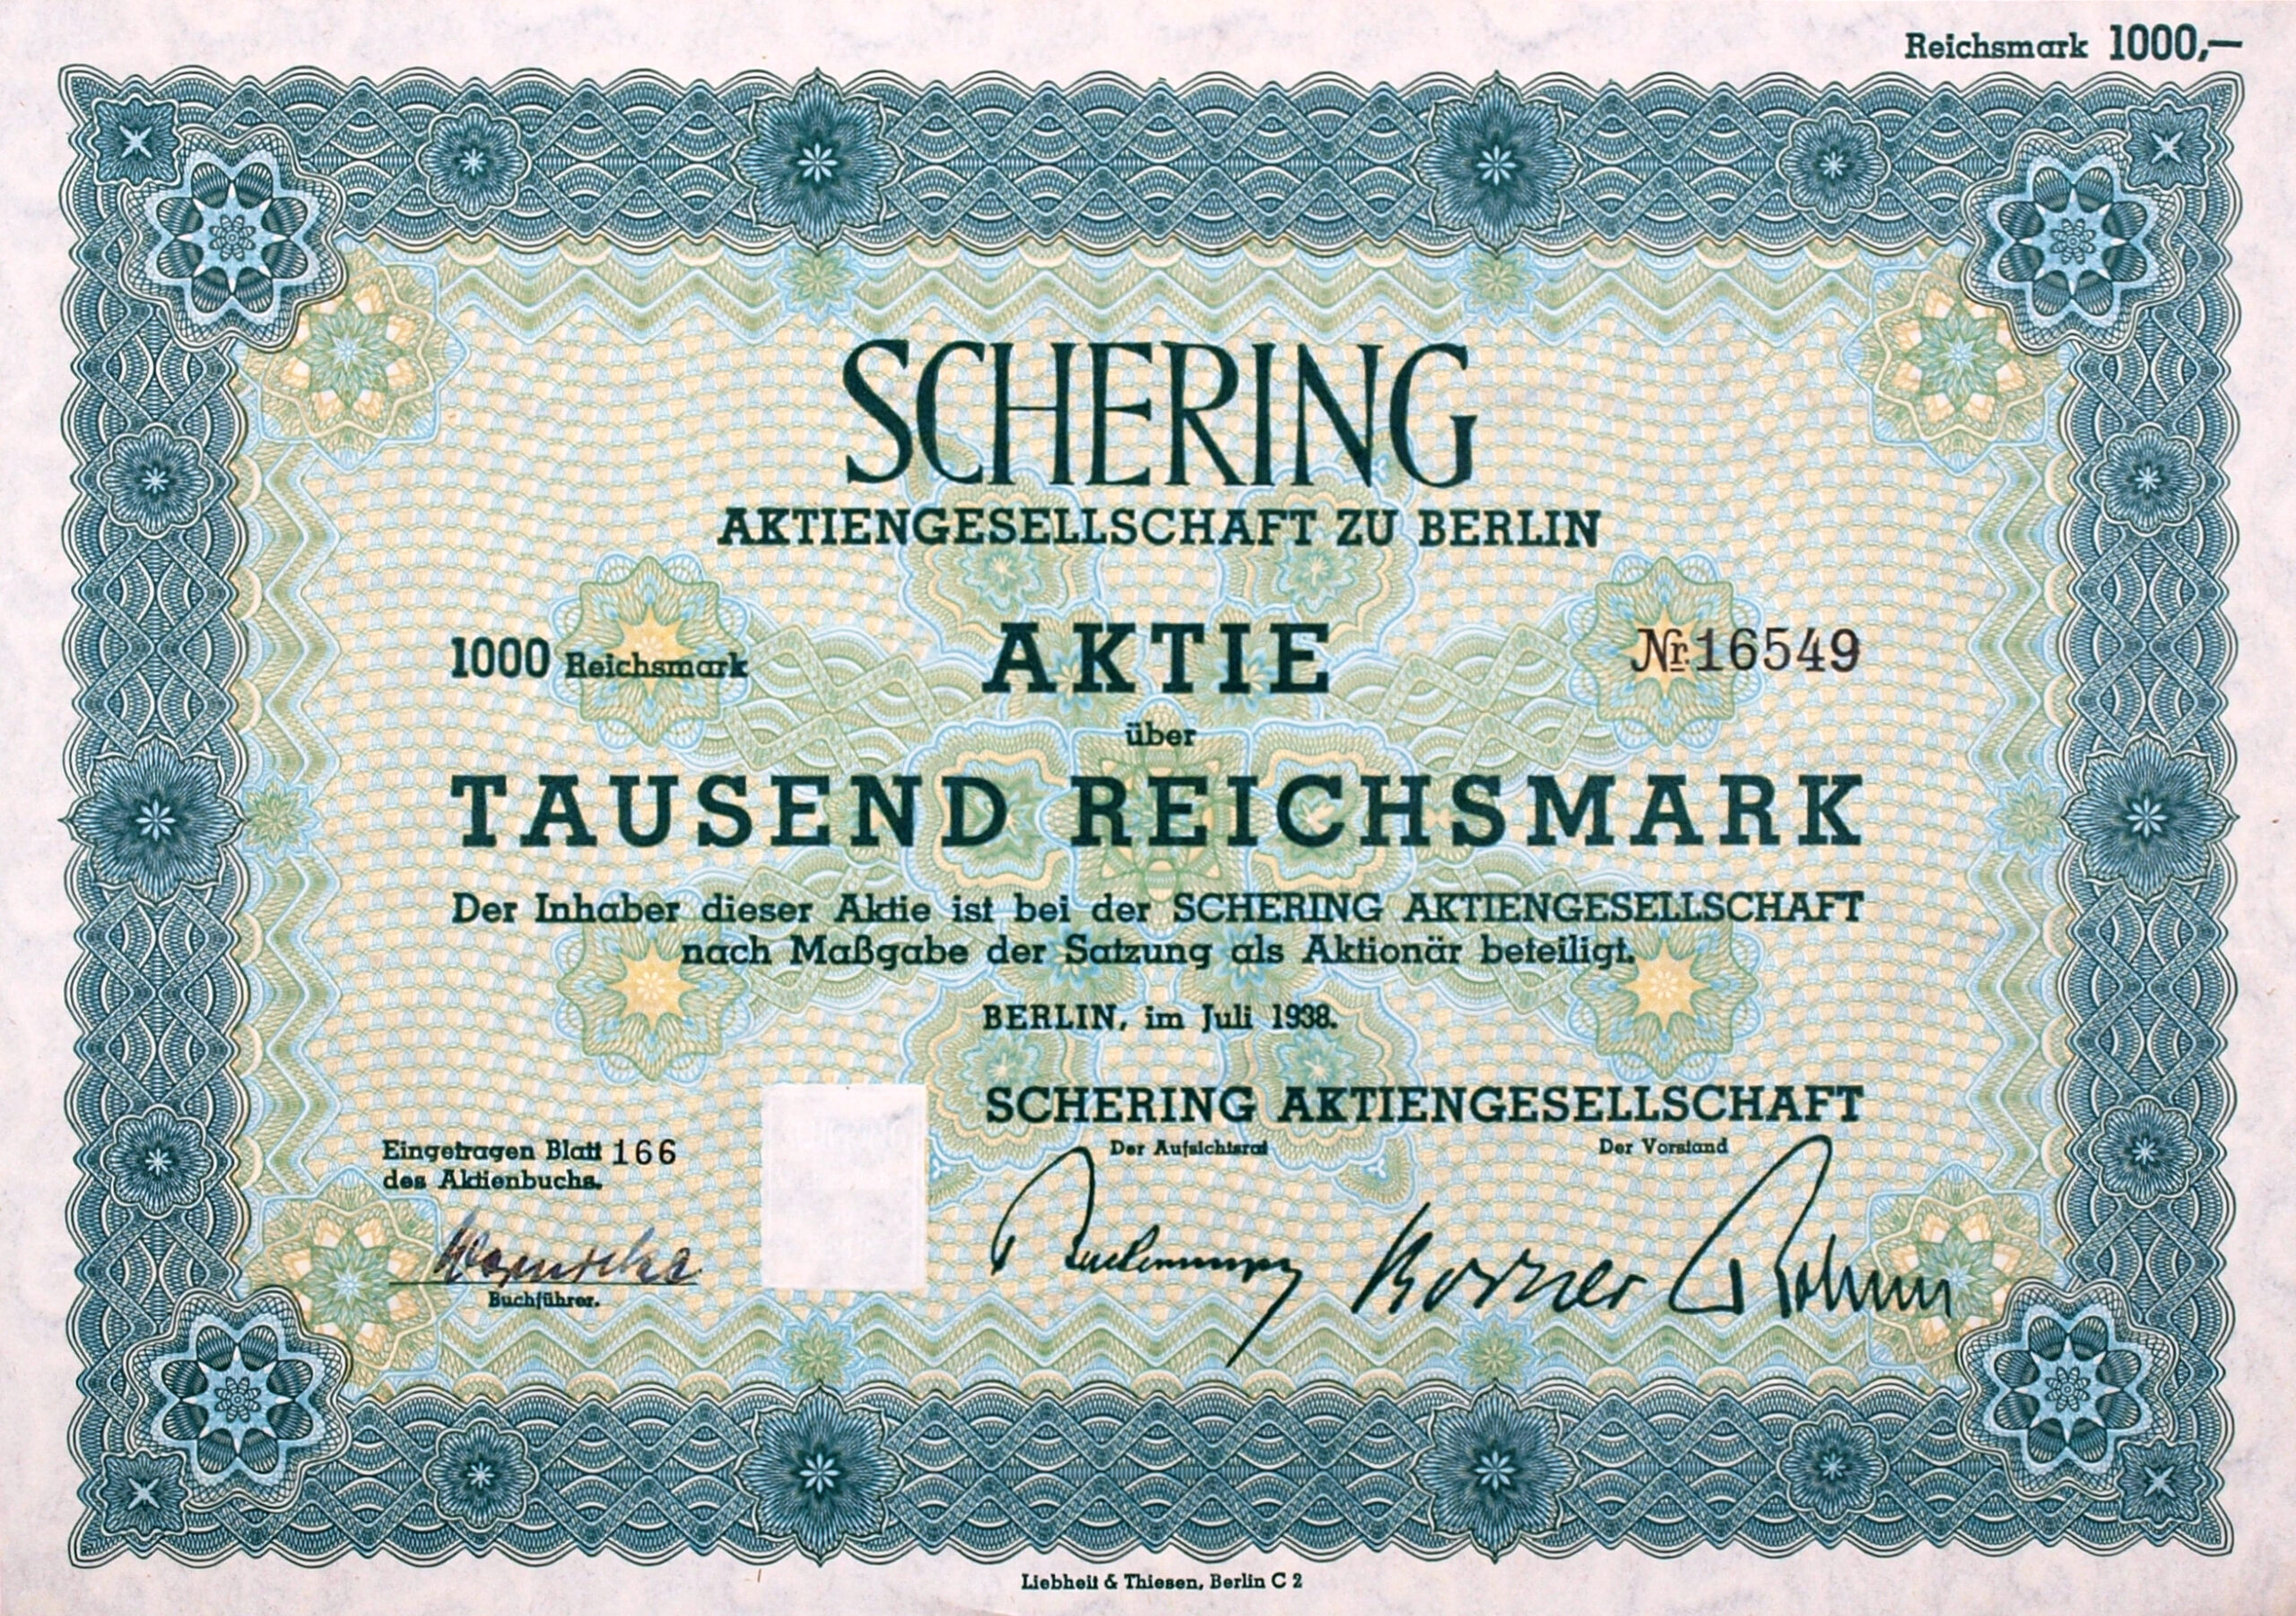 Reichsmark 1000,—
SCHERING
AKTIENGESELLSCHAFT ZU BERLIN
1000 Reichsmark AKTIE Nr. 16549
über
TAUSEND REICHSMARK
Der Inhaber dieser Aktie ist bei der SCHERING AKTIENGESELLSCHAFT
nach Maßgabe der Satzung als Aktionär beteiligt.
BERLIN, im Juli 1938.
SCHERING AKTIENGESELLSCHAFT
Der Aufsichtsrat Der Vorstand
Eingetragen Blatt 166
des Aktienbuchs.
Buchführer.
Liebheit & Thiesen, Berlin C 2